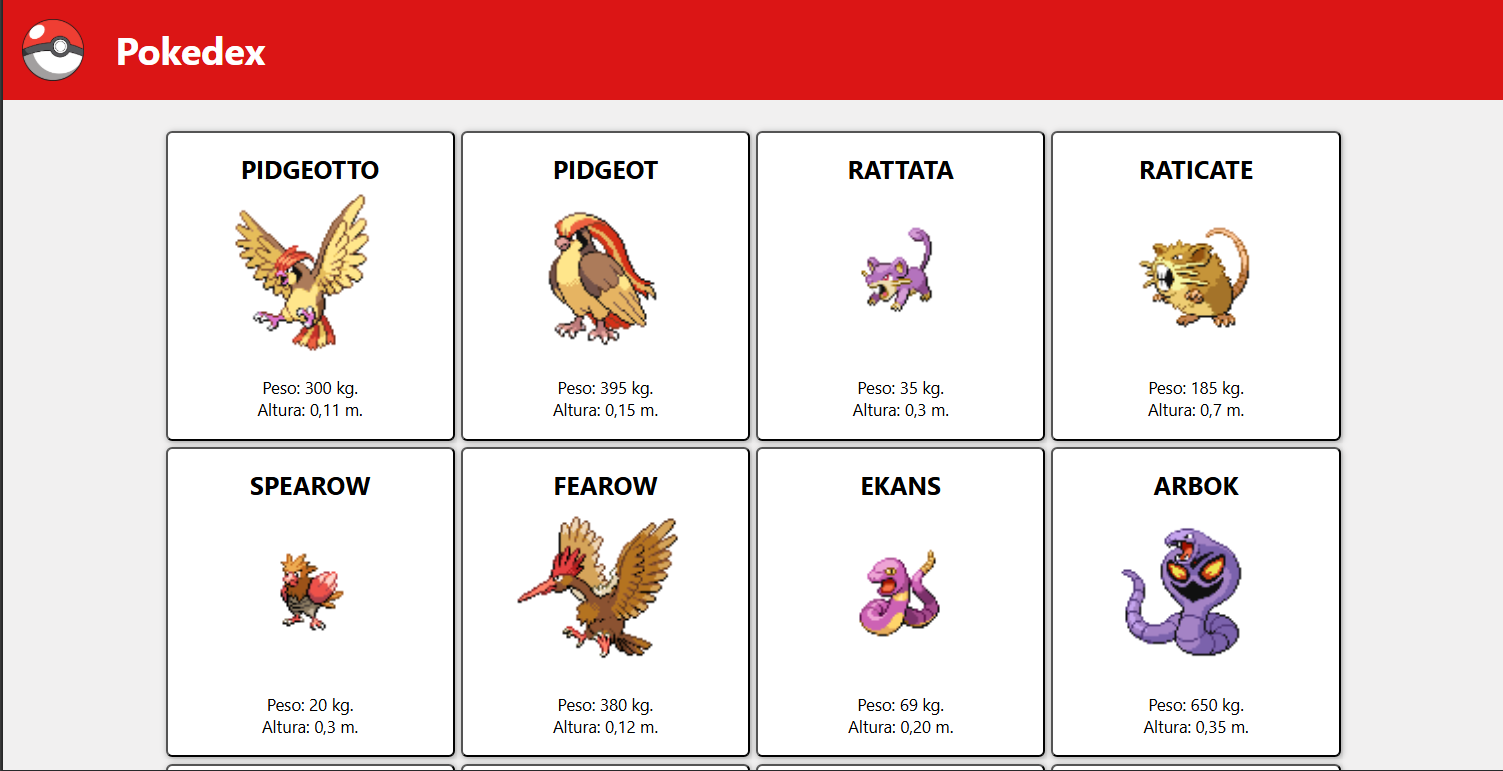 Pokedex
PIDGEOTTO
Peso: 300 kg.
Altura: 0,11 m.
PIDGEOT
Peso: 395 kg.
Altura: 0,15 m.
RATTATA
Peso: 35 kg.
Altura: 0,3 m.
RATICATE
Peso: 185 kg.
Altura: 0,7 m.
SPEAROW
Peso: 20 kg.
Altura: 0,3 m.
FEAROW
Peso: 380 kg.
Altura: 0,12 m.
EKANS
Peso: 69 kg.
Altura: 0,20 m.
ARBOK
Peso: 650 kg.
Altura: 0,35 m.